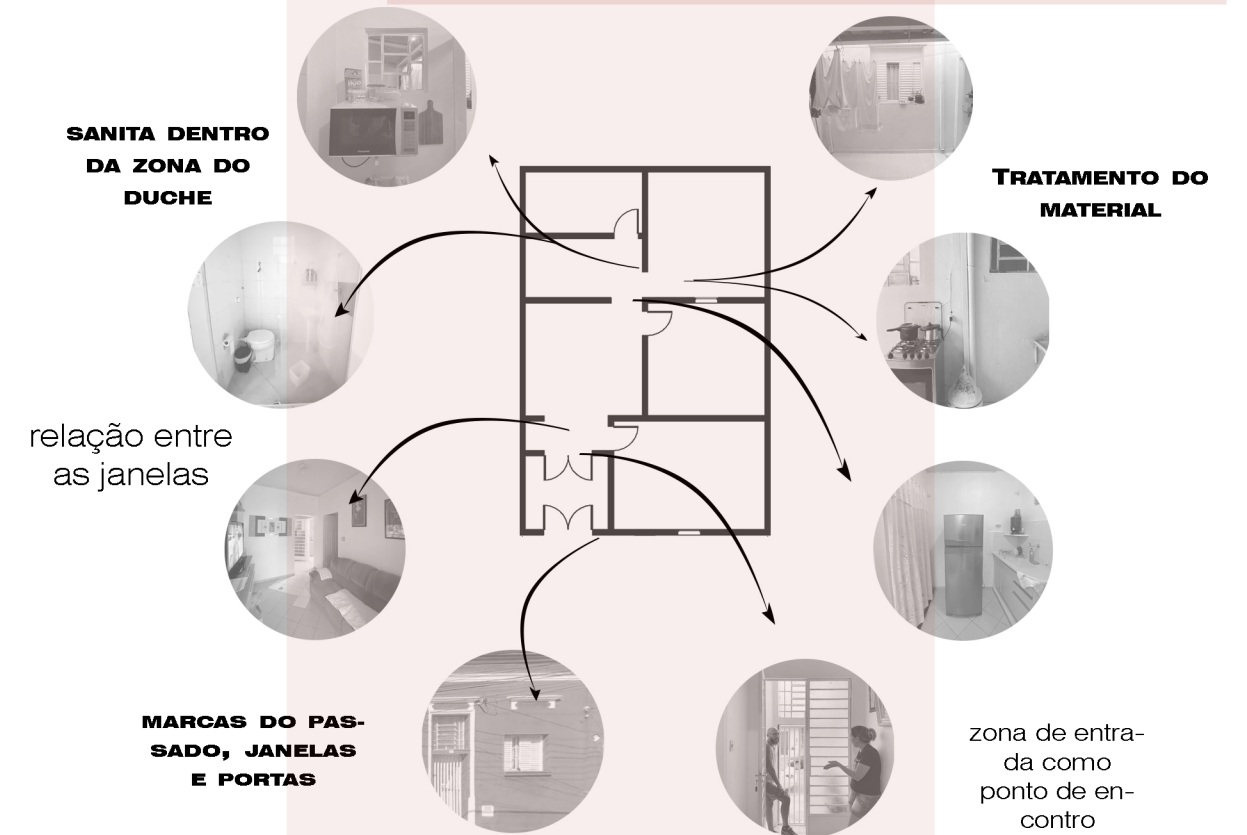 SANITA DENTRO
DA ZONA DO
DUCHE
TRATAMENTO DO
MATERIAL
relação entre
as janelas
MARCAS DO PAS-
SADO, JANELAS
E PORTAS
zona de entra-
da como
ponto de en-
contro